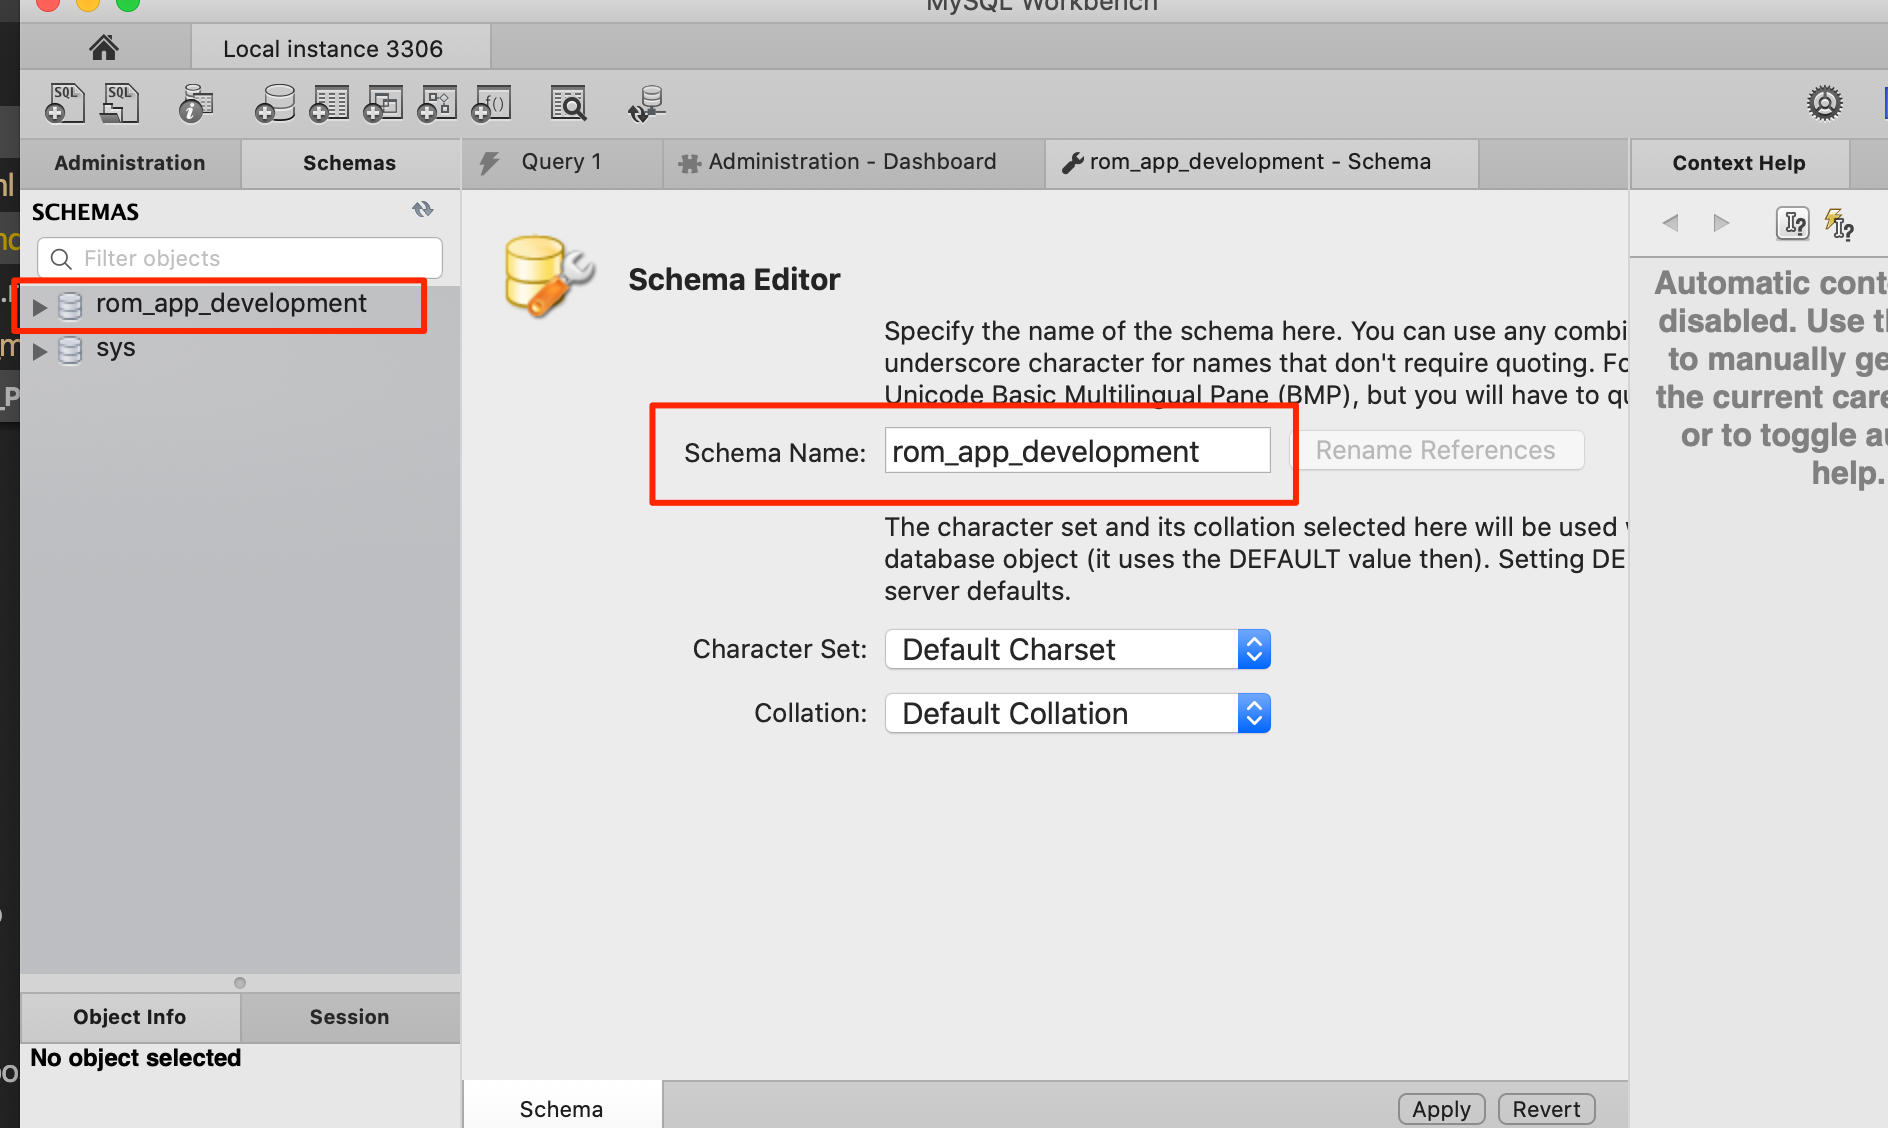 MySQL Workbench
Local instance 3306
SQL
SQL
Administration
Schemas
Query 1
Administration - Dashboard
rom_app_development - Schema
Context Help
SCHEMAS
Filter objects
rom_app_development
sys
Schema Editor
Specify the name of the schema here. You can use any combi
underscore character for names that don't require quoting. Fo
Unicode Basic Multilingual Pane (BMP), but you will have to qu
Schema Name:
rom_app_development
Rename References
The character set and its collation selected here will be used
database object (it uses the DEFAULT value then). Setting DE
server defaults.
Character Set:
Default Charset
Collation:
Default Collation
Automatic cont
disabled. Use th
to manually ge
the current care
or to toggle au
help.
Object Info
Session
No object selected
Schema
Apply
Revert